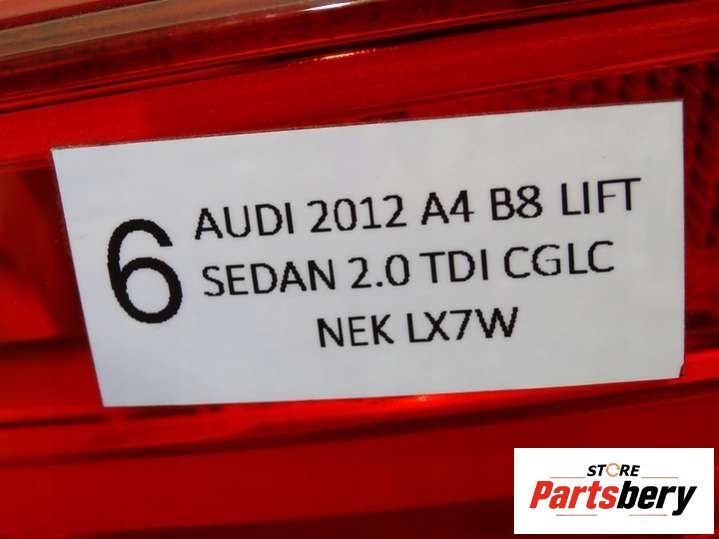 6
AUDI 2012 A4 B8 LIFT
SEDAN 2.0 TDI CGLC
NEK LX7W
STORE
Partsbery